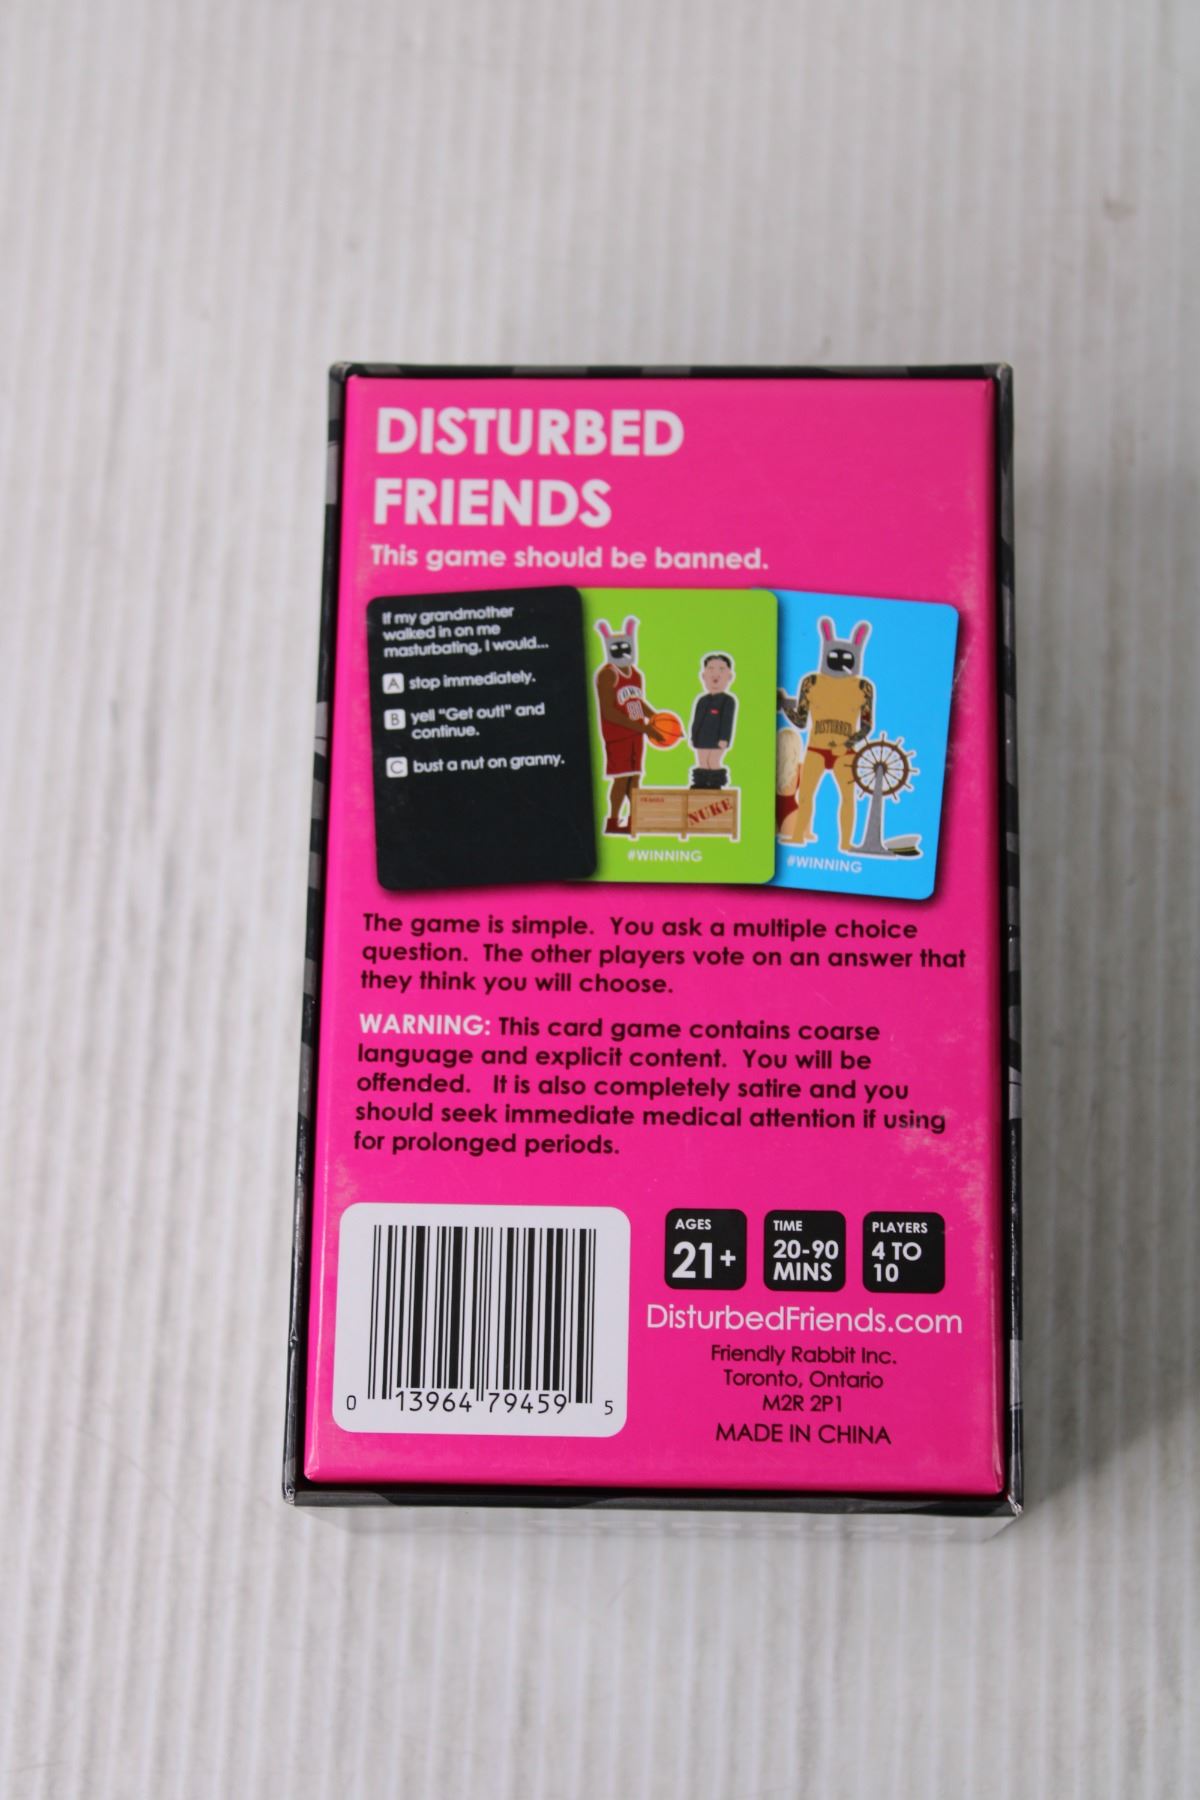 DISTURBED
FRIENDS
This game should be banned.
If my grandmother
walked in on me
masturbating, I would...
A stop immediately.
B yell "Get out!" and
continue.
C bust a nut on granny.
81
FRAGILE
NUKE
#WINNING
DISTURBED
#WINNING
The game is simple. You ask a multiple choice
question. The other players vote on an answer that
they think you will choose.
WARNING: This card game contains coarse
language and explicit content. You will be
offended. It is also completely satire and you
should seek immediate medical attention if using
for prolonged periods.
0 13964 79459 5
AGES
21+
TIME
20-90
MINS
PLAYERS
4 TO
10
DisturbedFriends.com
Friendly Rabbit Inc.
Toronto, Ontario
M2R 2P1
MADE IN CHINA